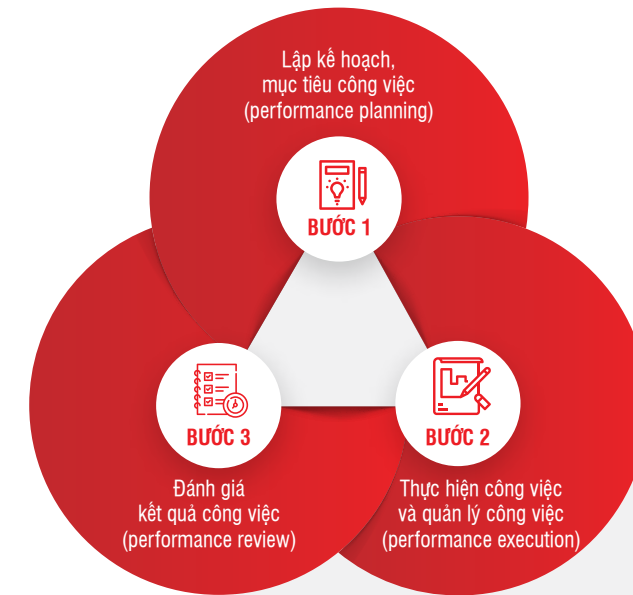 Lập kế hoạch,
mục tiêu công việc
(performance planning)
BƯỚC 1
BƯỚC 3
Đánh giá
kết quả công việc
(performance review)
BƯỚC 2
Thực hiện công việc
và quản lý công việc
(performance execution)